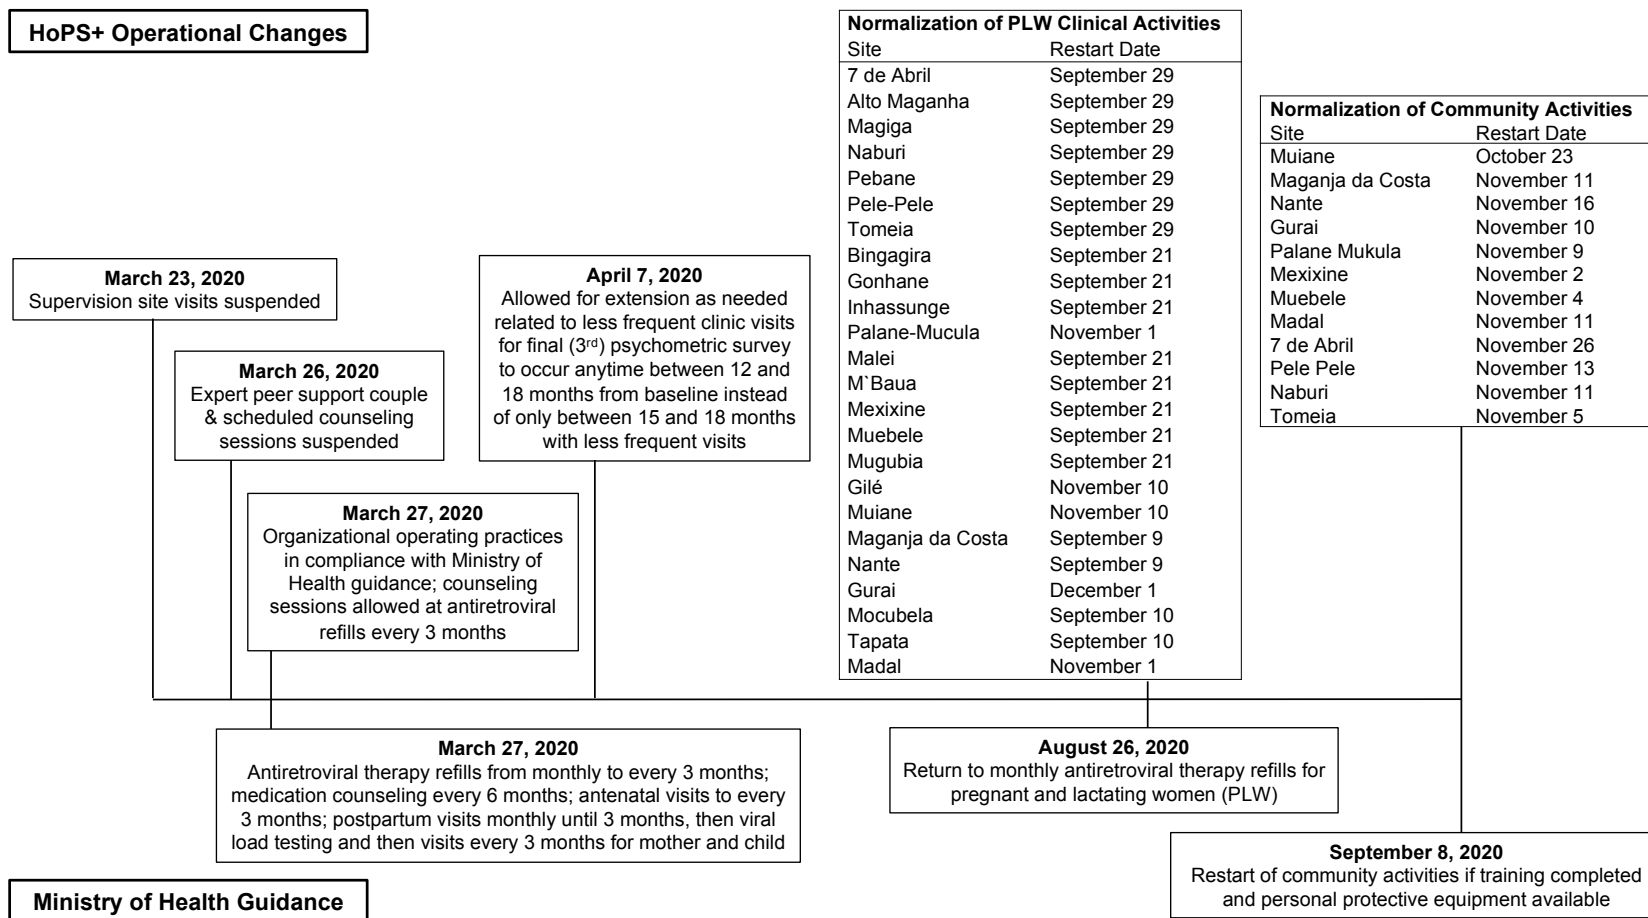 HoPS+ Operational Changes
Normalization of PLW Clinical Activities
Site Restart Date
7 de Abril September 29
Alto Maganha September 29
Magiga September 29
Naburi September 29
Pebane September 29
Pele-Pele September 29
Tomeia September 29
Bingagira September 21
Gonhane September 21
Inhassunge September 21
Palane-Mucula November 1
Malei September 21
M`Baua September 21
Mexixine September 21
Muebele September 21
Mugubia September 21
Gilé November 10
Muiane November 10
Maganja da Costa September 9
Nante September 9
Gurai December 1
Mocubela September 10
Tapata September 10
Madal November 1
Normalization of Community Activities
Site Restart Date
Muiane October 23
Maganja da Costa November 11
Nante November 16
Gurai November 10
Palane Mukula November 9
Mexixine November 2
Muebele November 4
Madal November 11
7 de Abril November 26
Pele Pele November 13
Naburi November 11
Tomeia November 5
March 23, 2020
Supervision site visits suspended
March 26, 2020
Expert peer support couple
& scheduled counseling
sessions suspended
March 27, 2020
Organizational operating practices
in compliance with Ministry of
Health guidance; counseling
sessions allowed at antiretroviral
refills every 3 months
April 7, 2020
Allowed for extension as needed
related to less frequent clinic visits
for final (3rd) psychometric survey
to occur anytime between 12 and
18 months from baseline instead
of only between 15 and 18 months
with less frequent visits
March 27, 2020
Antiretroviral therapy refills from monthly to every 3 months;
medication counseling every 6 months; antenatal visits to every
3 months; postpartum visits monthly until 3 months, then viral
load testing and then visits every 3 months for mother and child
August 26, 2020
Return to monthly antiretroviral therapy refills for
pregnant and lactating women (PLW)
September 8, 2020
Restart of community activities if training completed
and personal protective equipment available
Ministry of Health Guidance